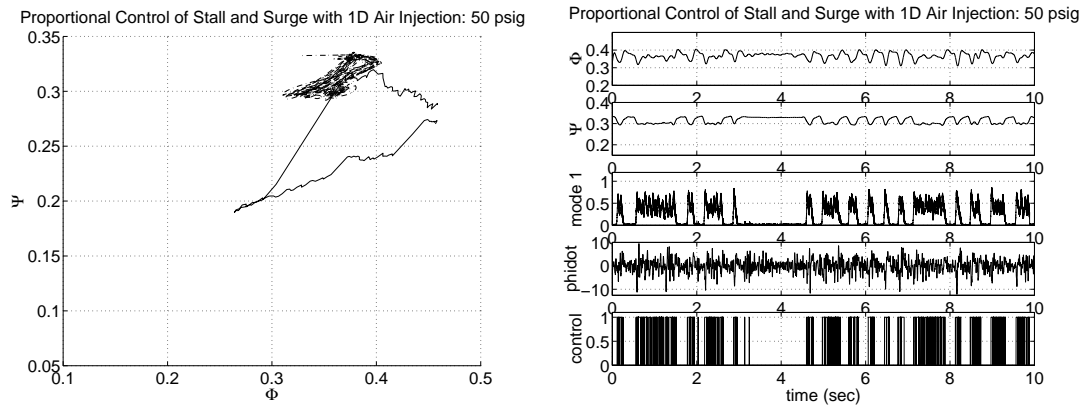 Proportional Control of Stall and Surge with 1D Air Injection: 50 psig
0.35
0.3
0.25
0.2
0.15
0.1
0.05
Ψ
0.1 0.2 0.3 0.4 0.5
Φ
Proportional Control of Stall and Surge with 1D Air Injection: 50 psig
0.4
0.3
0.2
Φ
0 2 4 6 8 10
0.4
0.3
0.2
Ψ
0 2 4 6 8 10
1
0.5
0
mode 1
0 2 4 6 8 10
10
0
−10
phidot
0 2 4 6 8 10
1
0.5
0
control
0 2 4 6 8 10
time (sec)